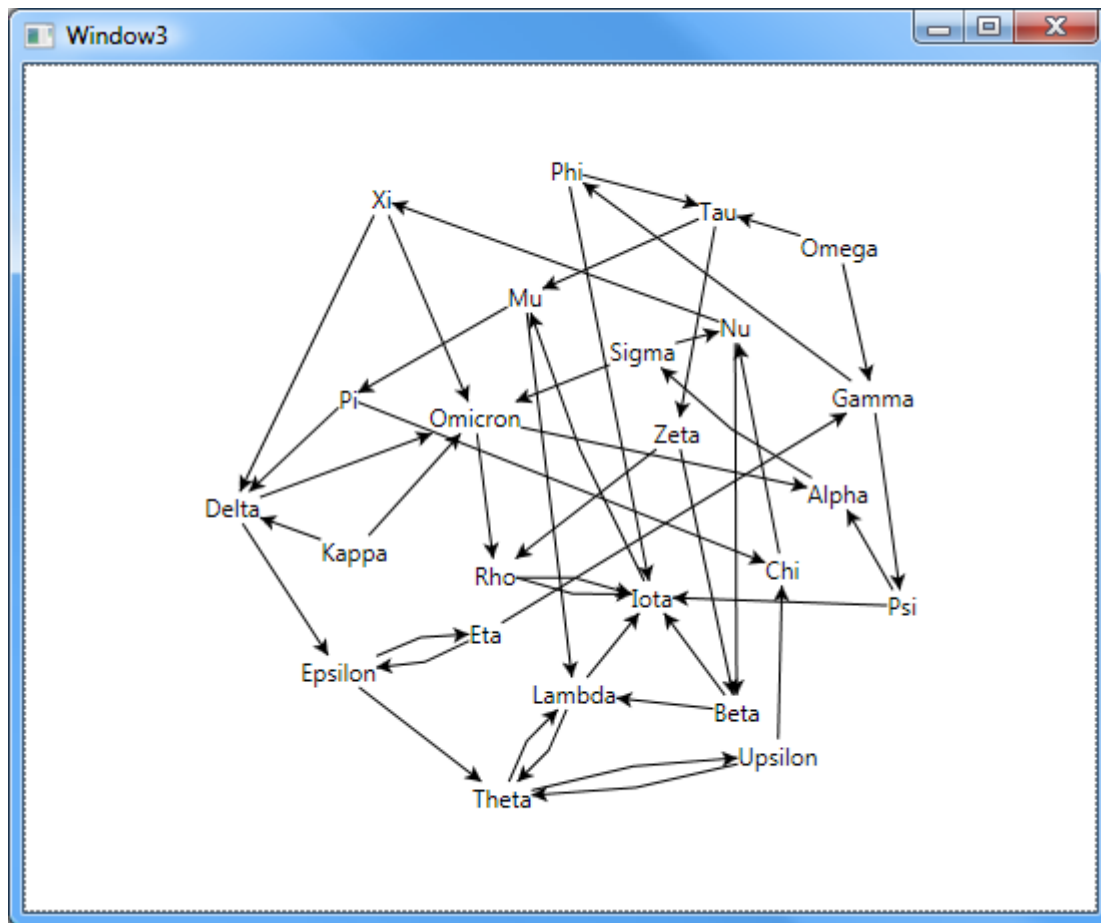 Window3
Phi
Xi
Tau
Omega
Mu
Nu
Sigma
Pi
Gamma
Omicron
Zeta
Alpha
Delta
Kappa
Chi
Rho
Iota
Psi
Eta
Epsilon
Lambda
Beta
Upsilon
Theta